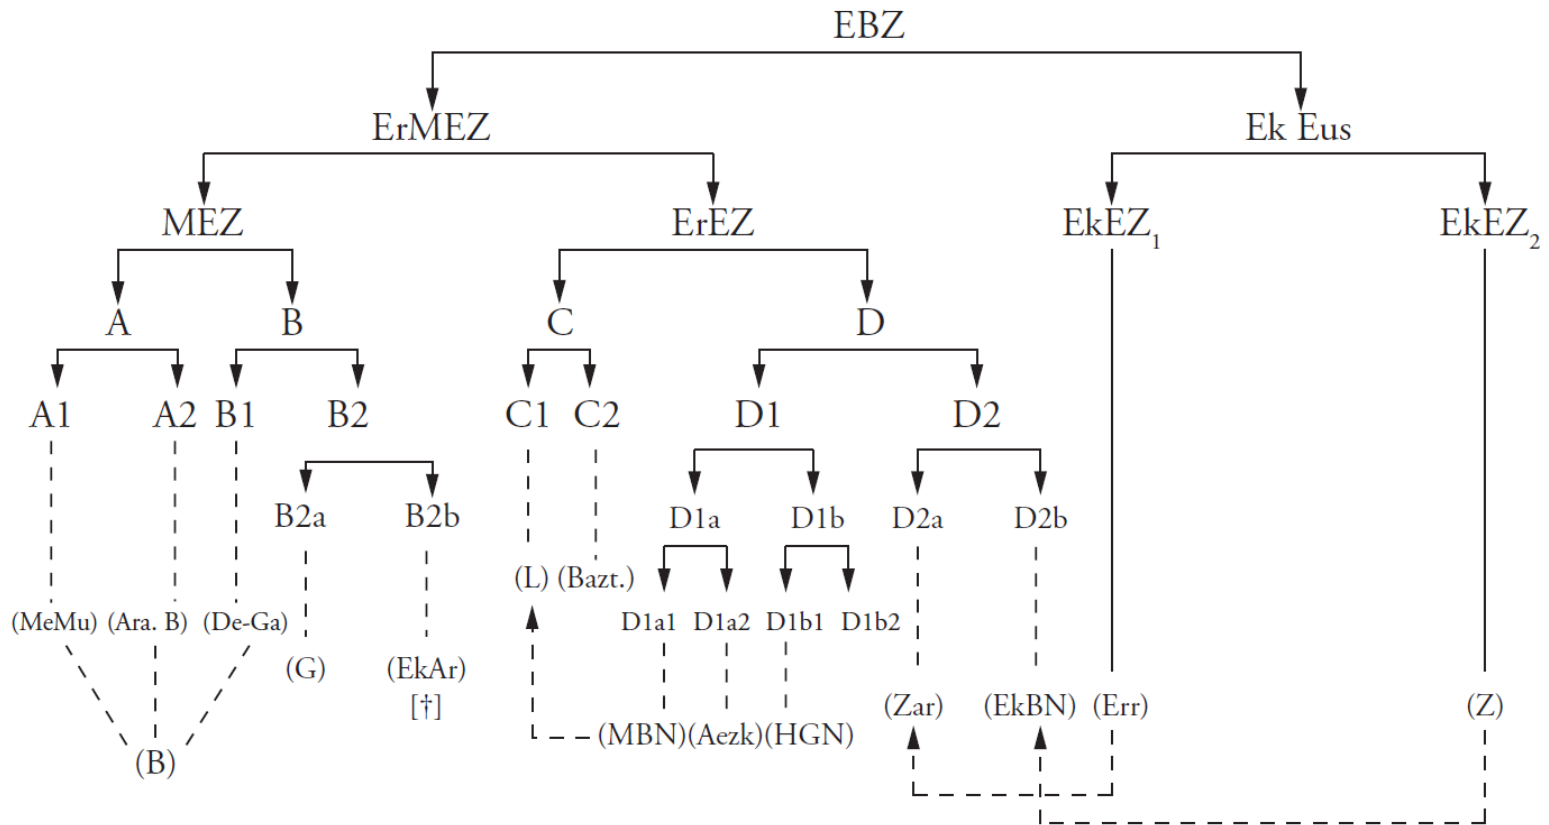 EBZ
ErMEZ Ek Eus
MEZ ErEZ EkEZ₁ EkEZ₂
A B C D
A1 A2 B1 B2 C1 C2 D1 D2
B2a B2b D1a D1b D2a D2b
(L) (Bazt.)
(MeMu) (Ara. B) (De-Ga) D1a1 D1a2 D1b1 D1b2
(G) (EkAr)
[†] (Zar) (EkBN) (Err) (Z)
(MBN)(Aezk)(HGN)
(B)